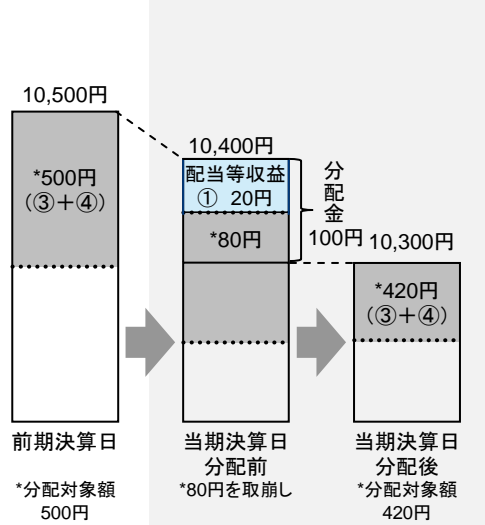 10,500円
*500円
（③＋④）
前期決算日
*分配対象額
500円
10,400円
配当等収益
① 20円
*80円
分配金
100円
当期決算日
分配前
*80円を取崩し
10,300円
*420円
（③＋④）
当期決算日
分配後
*分配対象額
420円